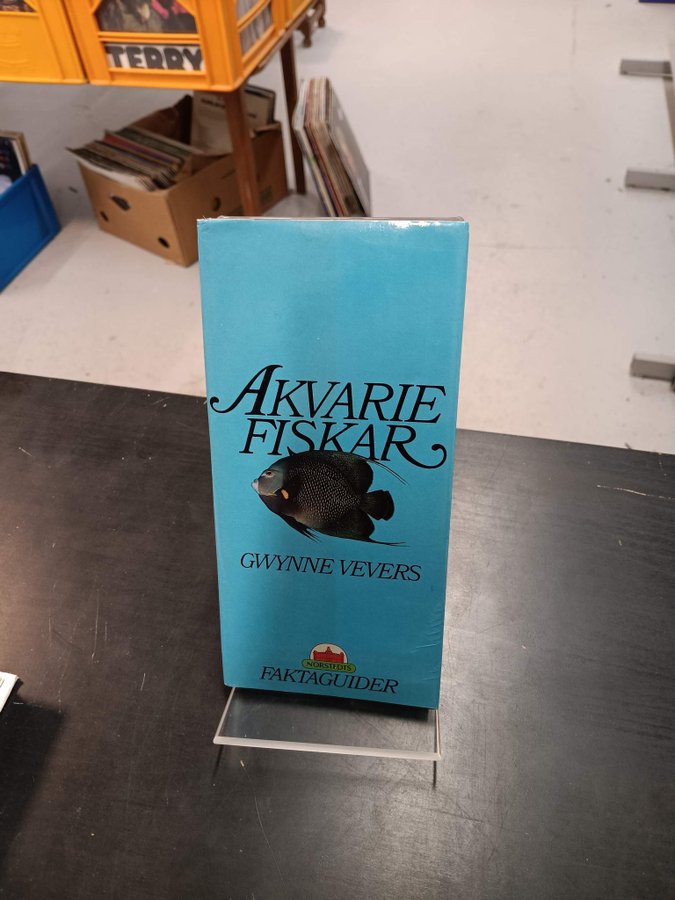 TERRY
AKVARIE
FISKAR
GWYNNE VEVERS
NORSTEDTS
FAKTAGUIDER